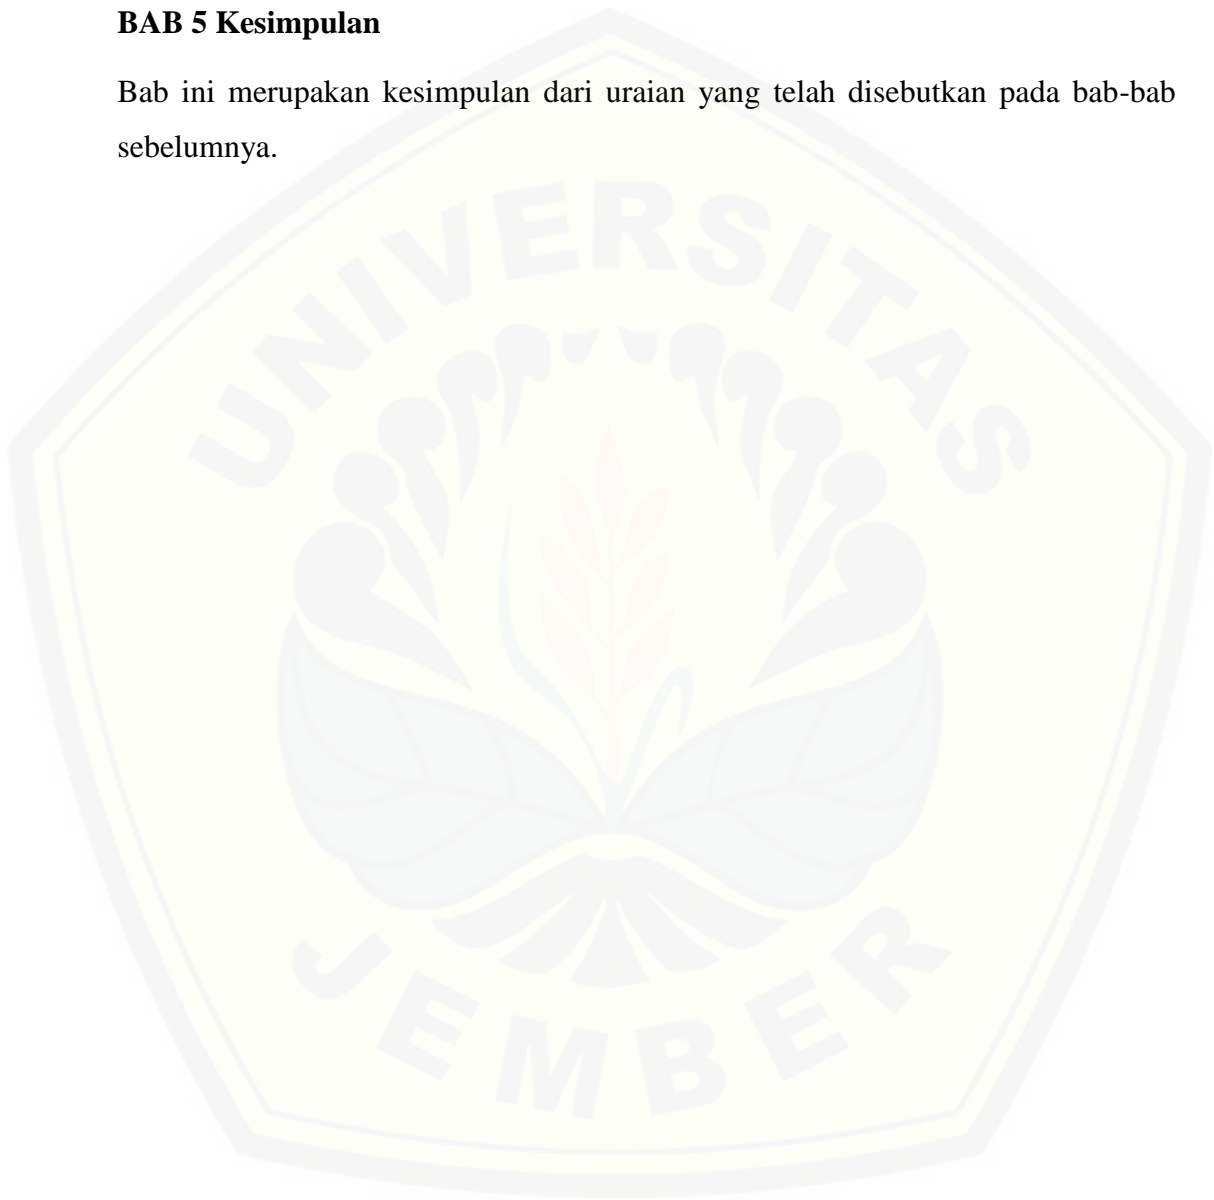 BAB 5 Kesimpulan
Bab ini merupakan kesimpulan dari uraian yang telah disebutkan pada bab-bab
sebelumnya.
UNIVERSITAS
JEMBER